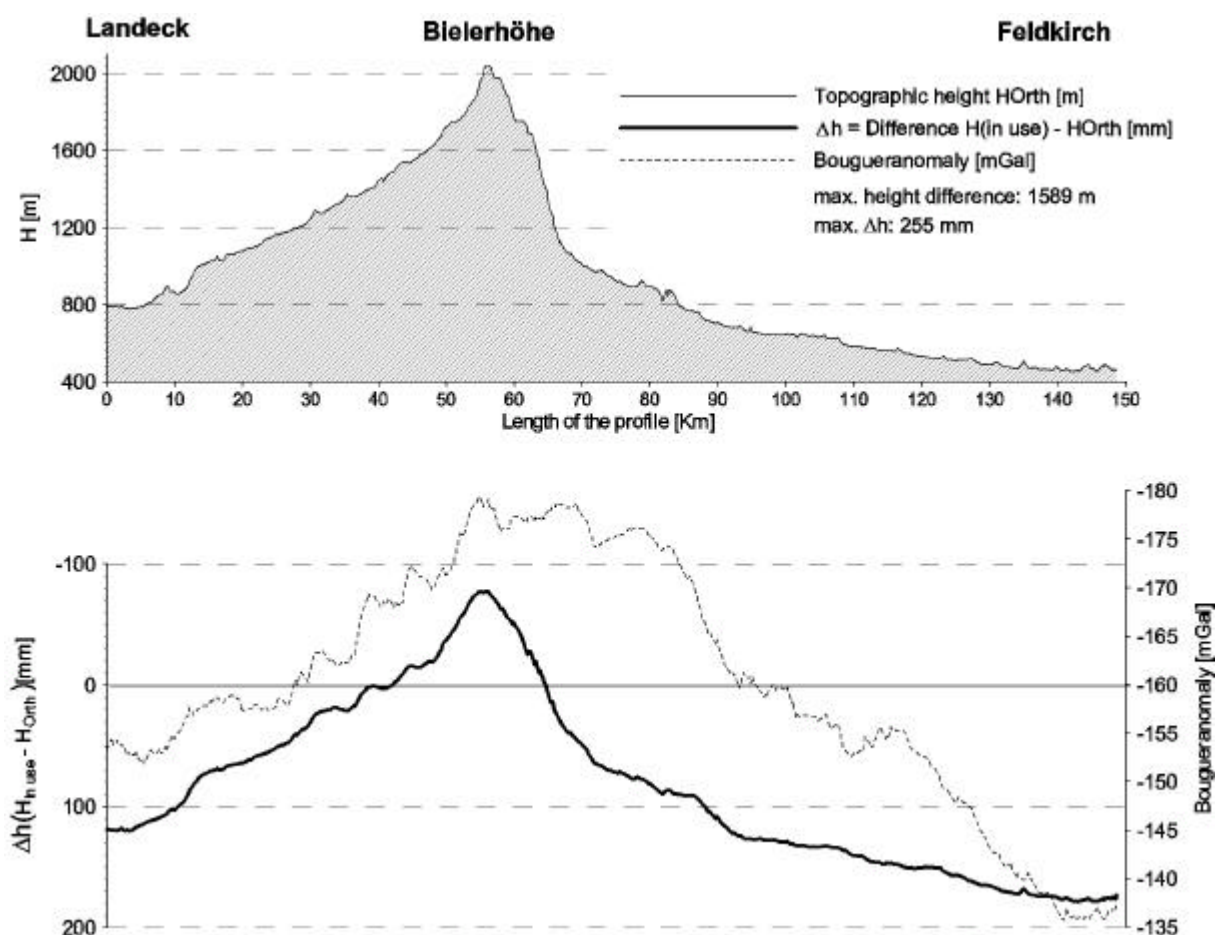 Landeck Bielerhöhe Feldkirch
2000
1600
1200
800
400
H [m]
Topographic height HOrth [m]
Δh = Difference H(in use) - HOrth [mm]
Bougueranomaly [mGal]
max. height difference: 1589 m
max. Δh: 255 mm
0 10 20 30 40 50 60 70 80 90 100 110 120 130 140 150
Length of the profile [Km]
-100
0
100
200
Δh(H In use - H Orth)[mm]
-180
-175
-170
-165
-160
-155
-150
-145
-140
-135
Bougueranomaly [mGal]